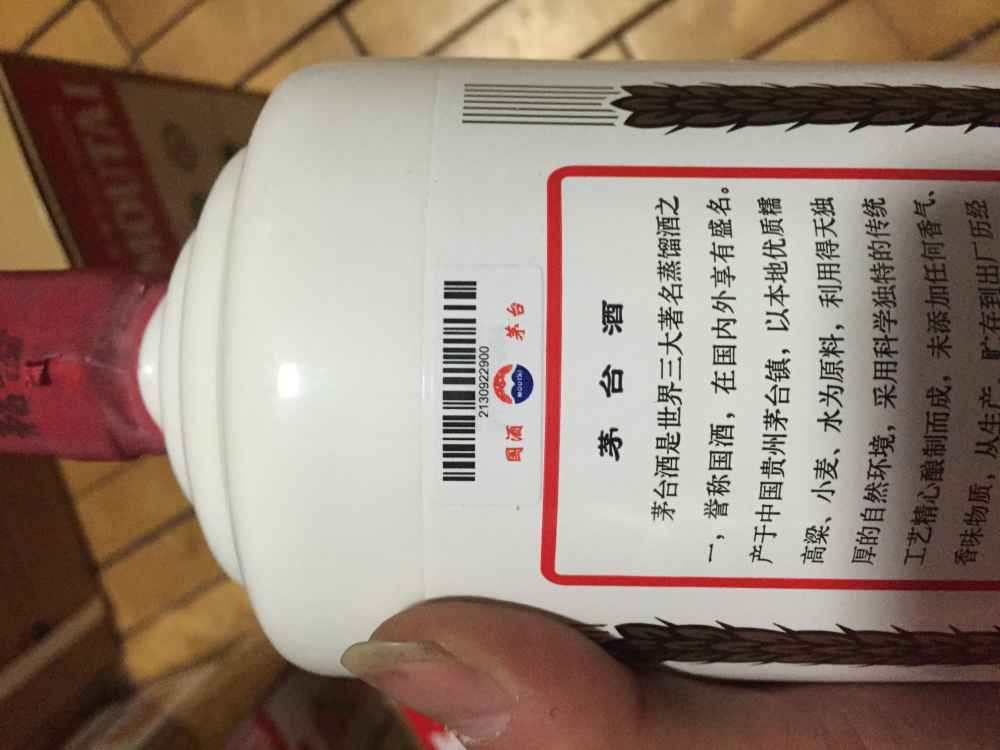 MOUTAI
2130922900
国酒 茅台
MOUTAI
茅台酒
茅台酒是世界三大著名蒸馏酒之
一，誉称国酒，在国内外享有盛名。
产于中国贵州茅台镇，以本地优质糯
高粱、小麦、水为原料，利用得天独
厚的自然环境，采用科学独特的传统
工艺精心酿制而成，未添加任何香气、
香味物质，从生产、贮存到出厂历经